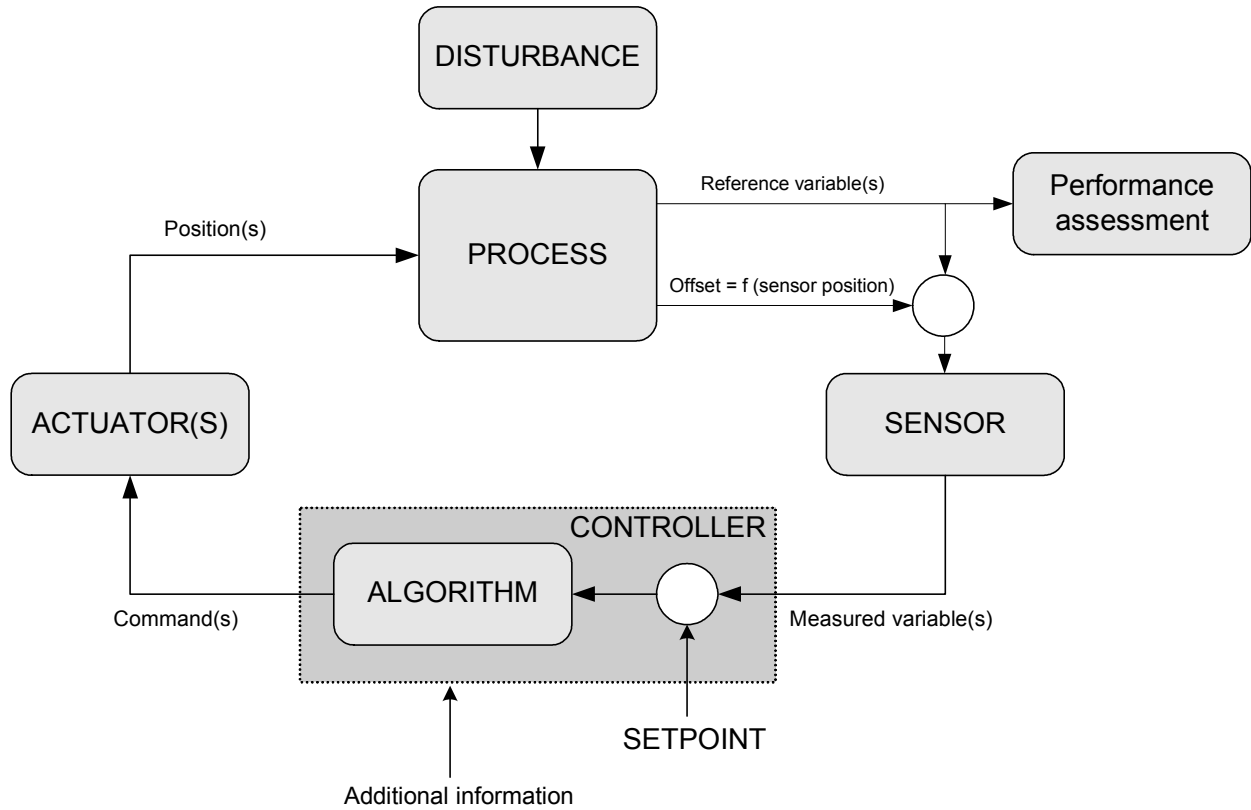 DISTURBANCE
Reference variable(s)
Performance
assessment
Position(s)
PROCESS
Offset = f (sensor position)
ACTUATOR(S)
SENSOR
CONTROLLER
ALGORITHM
Command(s)
Measured variable(s)
SETPOINT
Additional information